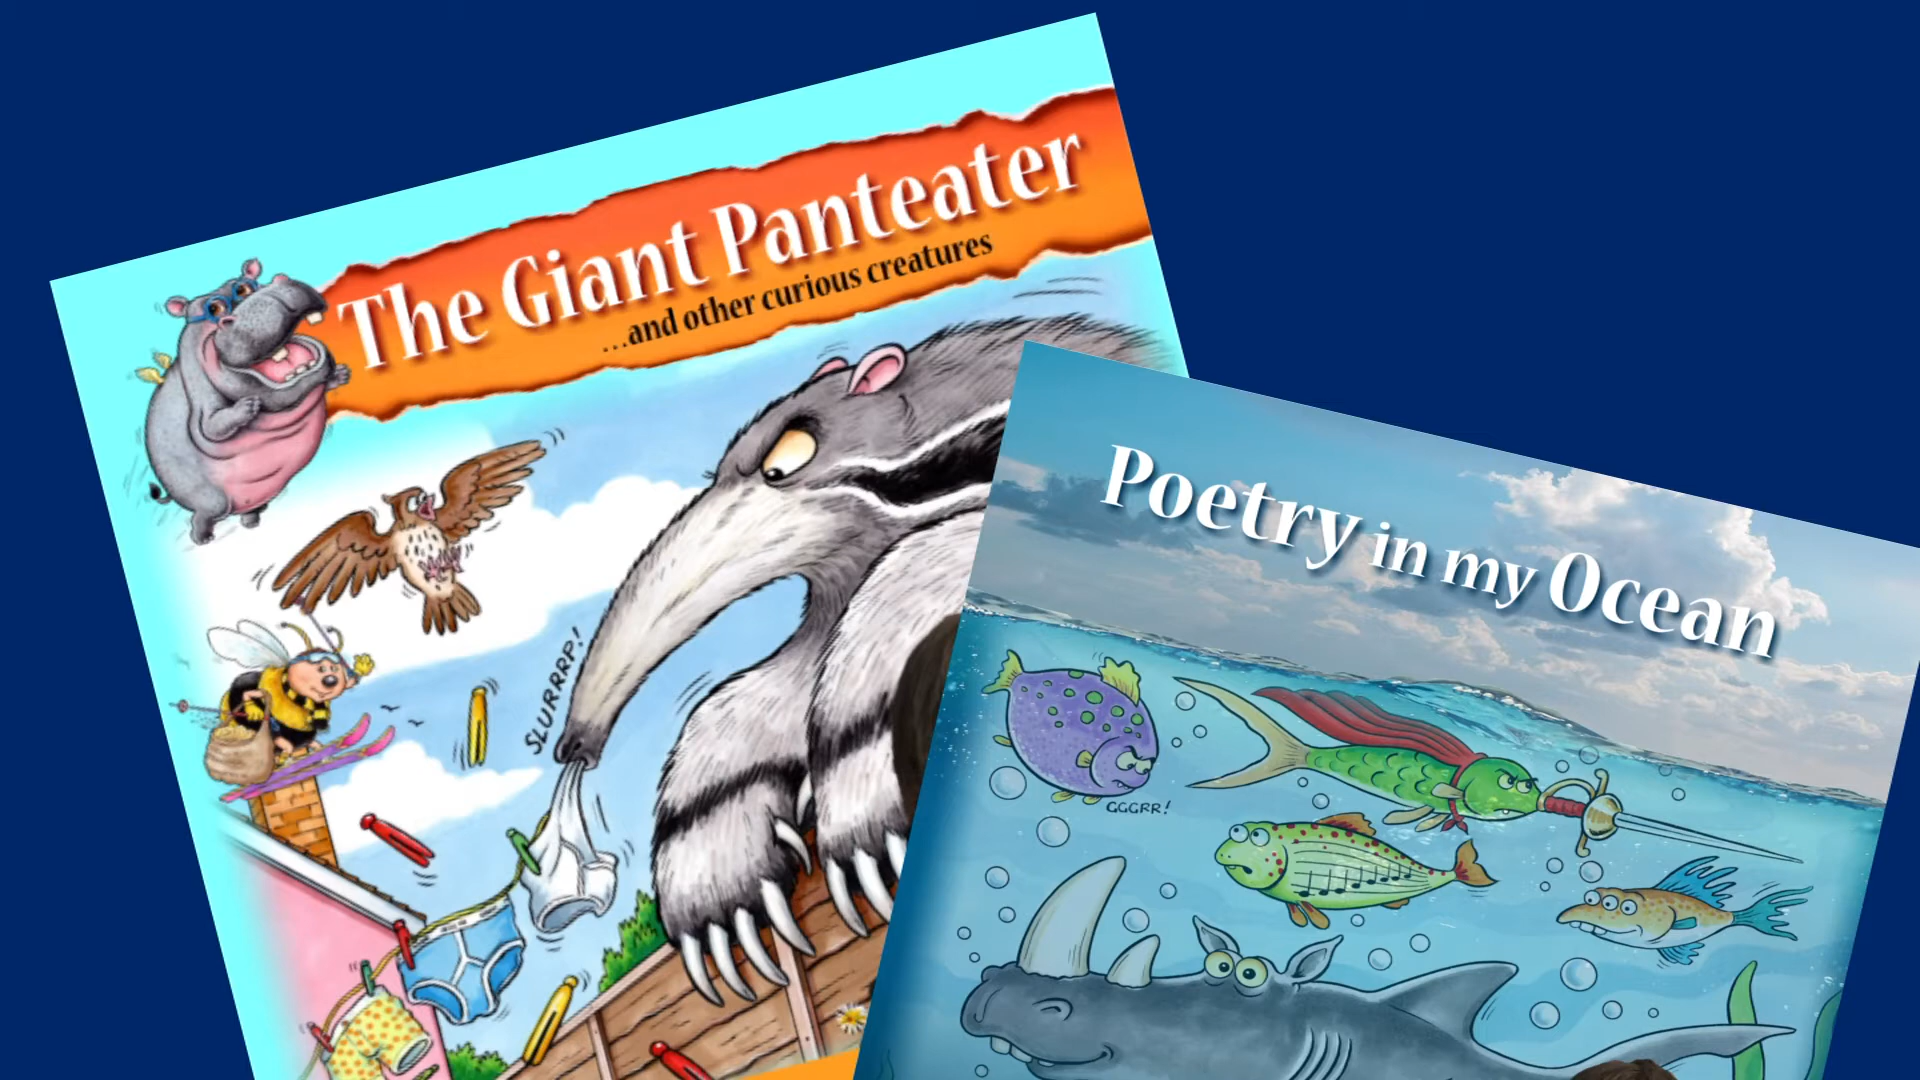 The Giant Panteater
...and other curious creatures
SLURRRP!
Poetry in my Ocean
GGGRR!